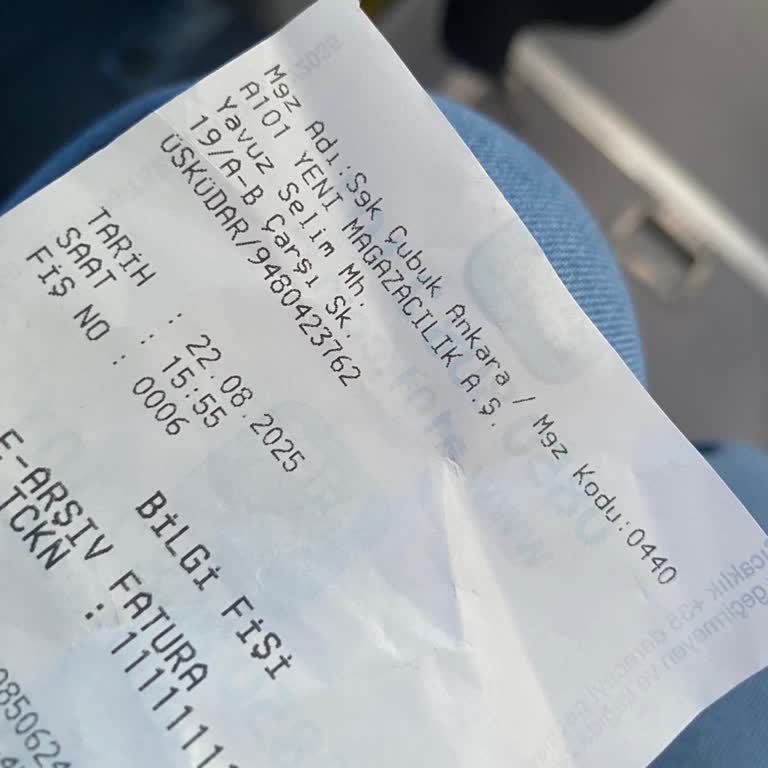 Mgz Adı:Sgk Çubuk Ankara / Mgz Kodu:0440
A101 YENİ MAGAZACILIK A.Ş.
Yavuz Selim Mh.
19/A-B Çarşı Sk.
ÜSKÜDAR/9480423762
TARİH : 22.08.2025
SAAT : 15:55
FİŞ NO : 0006
BİLGİ FİŞİ
E-ARŞİV FATURA
TCKN :